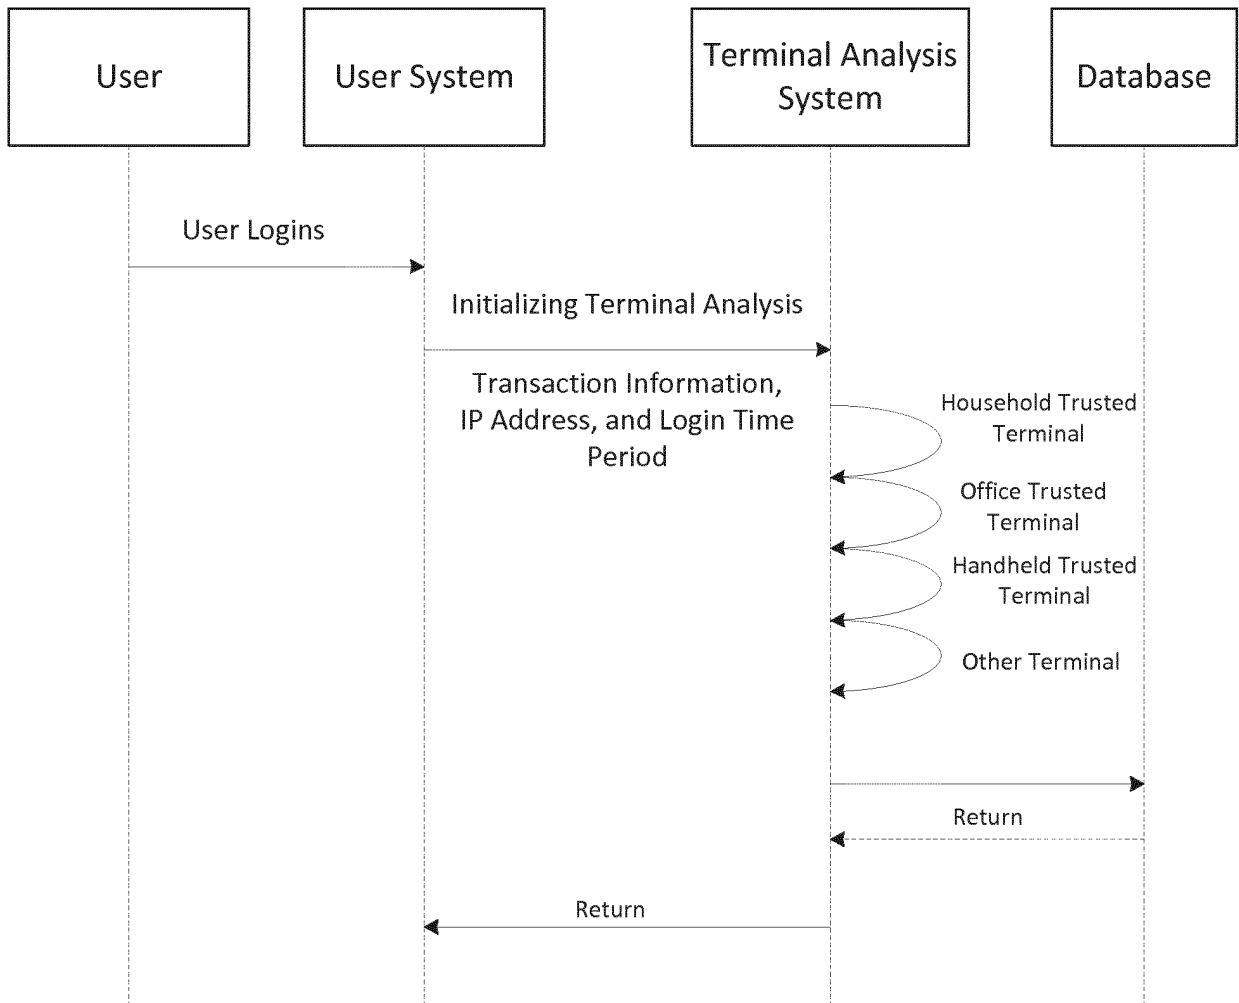 User
User System
Terminal Analysis
System
Database
User Logins
Initializing Terminal Analysis
Transaction Information,
IP Address, and Login Time
Period
Household Trusted
Terminal
Office Trusted
Terminal
Handheld Trusted
Terminal
Other Terminal
Return
Return